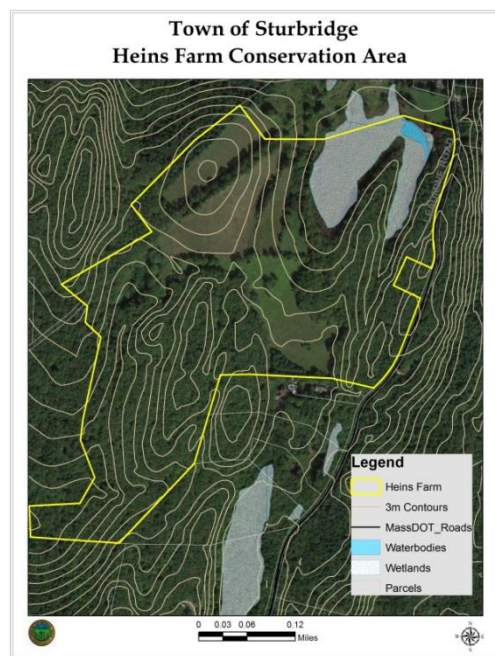 Town of Sturbridge
Heins Farm Conservation Area
Legend
Heins Farm
3m Contours
MassDOT_Roads
Waterbodies
Wetlands
Parcels
0 0.03 0.06 0.12
Miles